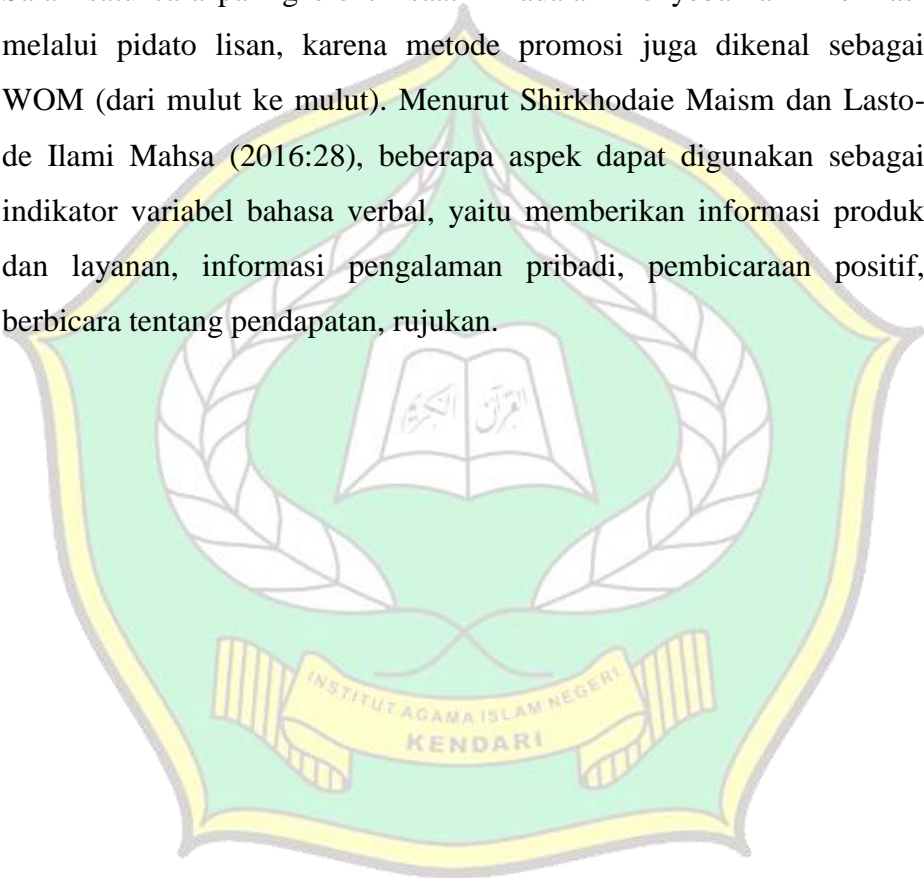 melalui pidato lisan, karena metode promosi juga dikenal sebagai
WOM (dari mulut ke mulut). Menurut Shirkhodaie Maism dan Lasto-
de Ilami Mahsa (2016:28), beberapa aspek dapat digunakan sebagai
indikator variabel bahasa verbal, yaitu memberikan informasi produk
dan layanan, informasi pengalaman pribadi, pembicaraan positif,
berbicara tentang pendapatan, rujukan.
القرآن الكريم
INSTITUT AGAMA ISLAM NEGERI
KENDARI